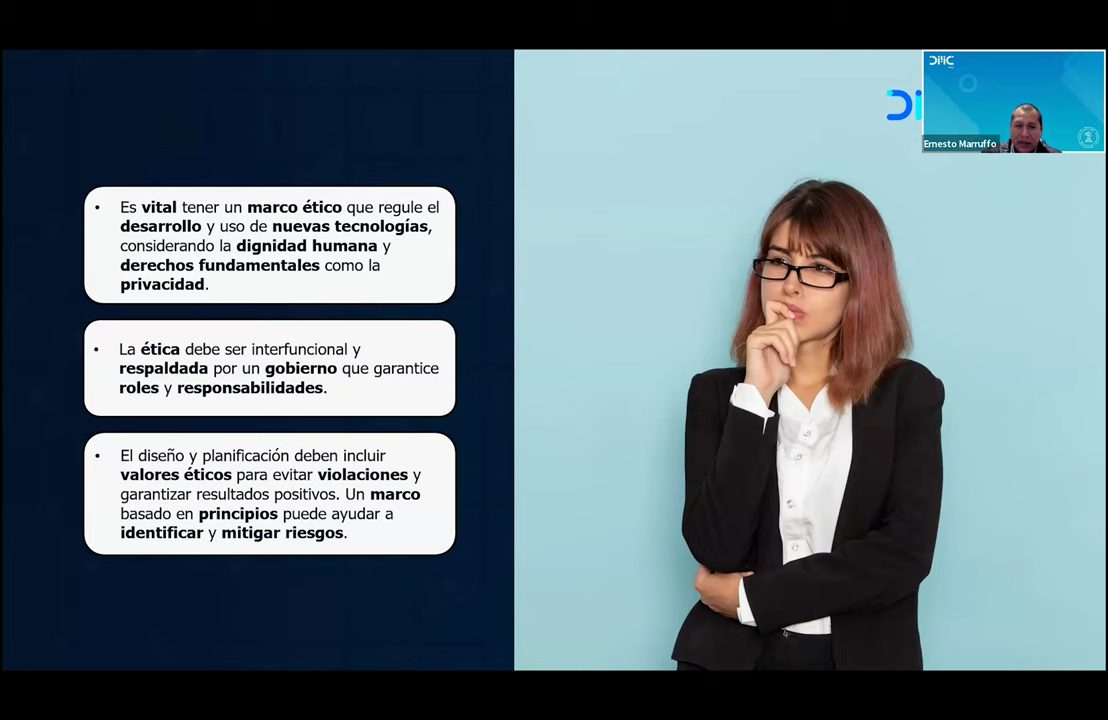 • Es vital tener un marco ético que regule el
desarrollo y uso de nuevas tecnologías,
considerando la dignidad humana y
derechos fundamentales como la
privacidad.
• La ética debe ser interfuncional y
respaldada por un gobierno que garantice
roles y responsabilidades.
• El diseño y planificación deben incluir
valores éticos para evitar violaciones y
garantizar resultados positivos. Un marco
basado en principios puede ayudar a
identificar y mitigar riesgos.
DMC
Ernesto Marruffo